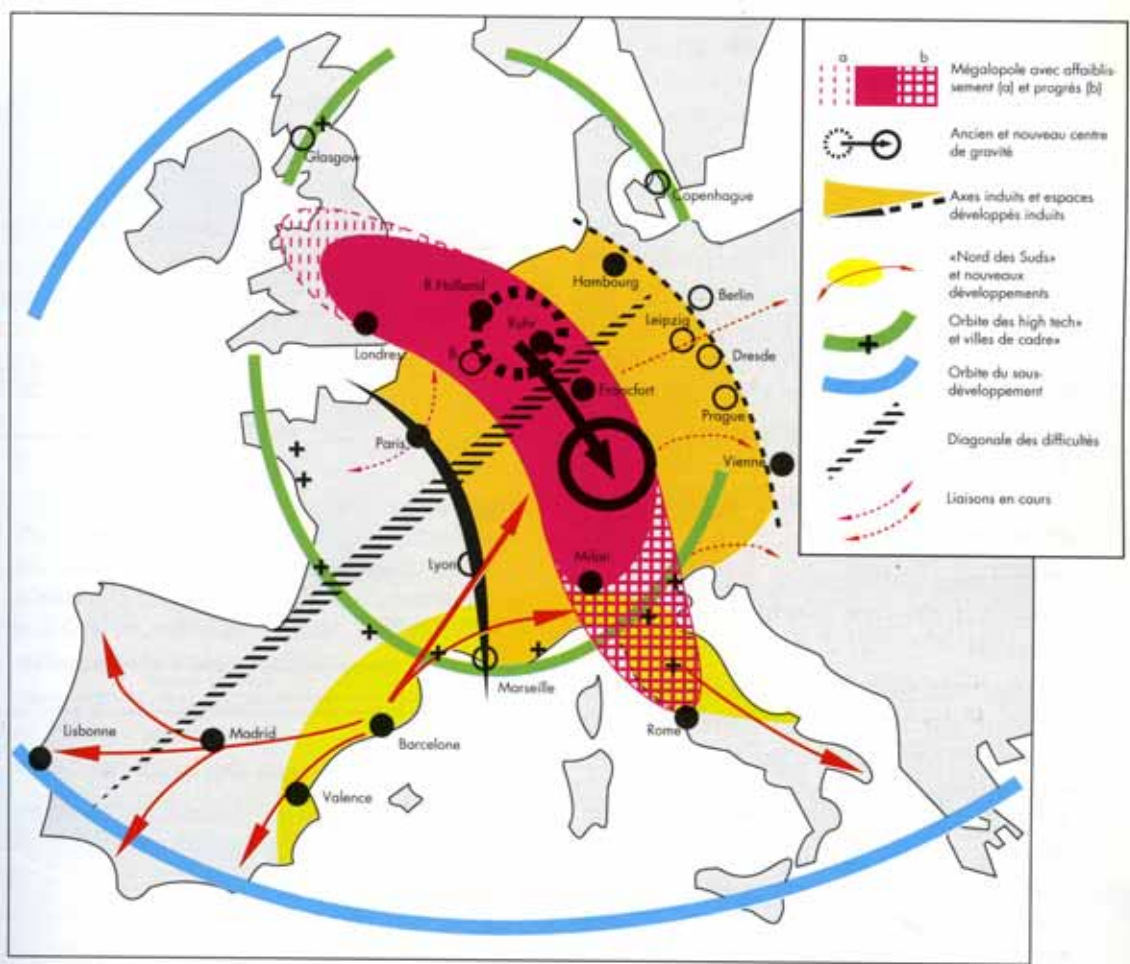 a
b
Mégalopole avec affaiblis-
sement (a) et progrés (b)
Ancien et nouveau centre
de gravité
Axes induits et espaces
développés induits
«Nord des Suds»
et nouveaux
développements
Orbite des high tech»
et villes de cadre»
Orbite du sous-
développement
Diagonale des difficultés
Liaisons en cours
Glasgow
Copenhague
Hambourg
R.Holland
Berlin
Ruhr
Leipzig
Londres
B
Dresde
Francfort
Prague
Paris
Vienne
Lyon
Milan
Marseille
Lisbonne
Madrid
Barcelone
Rome
Valence